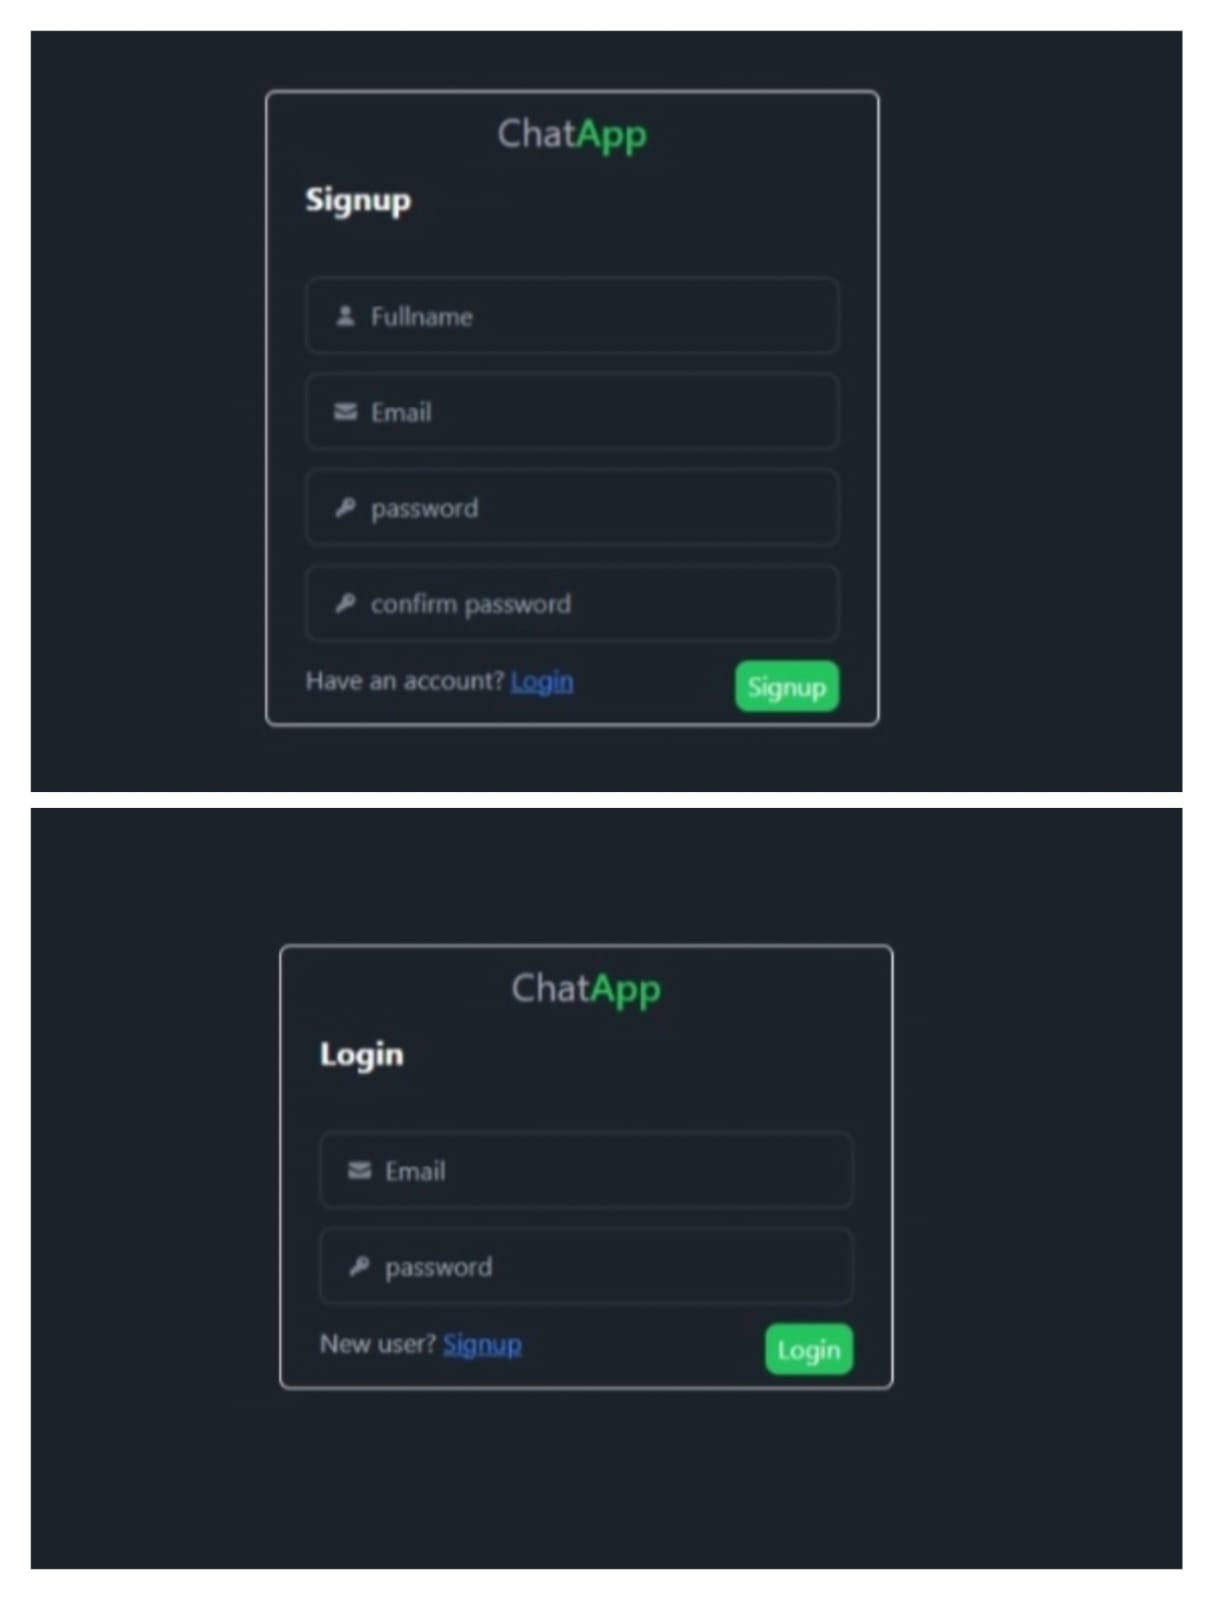 ChatApp
Signup
Fullname
Email
password
confirm password
Have an account? Login
Signup
ChatApp
Login
Email
password
New user? Signup
Login